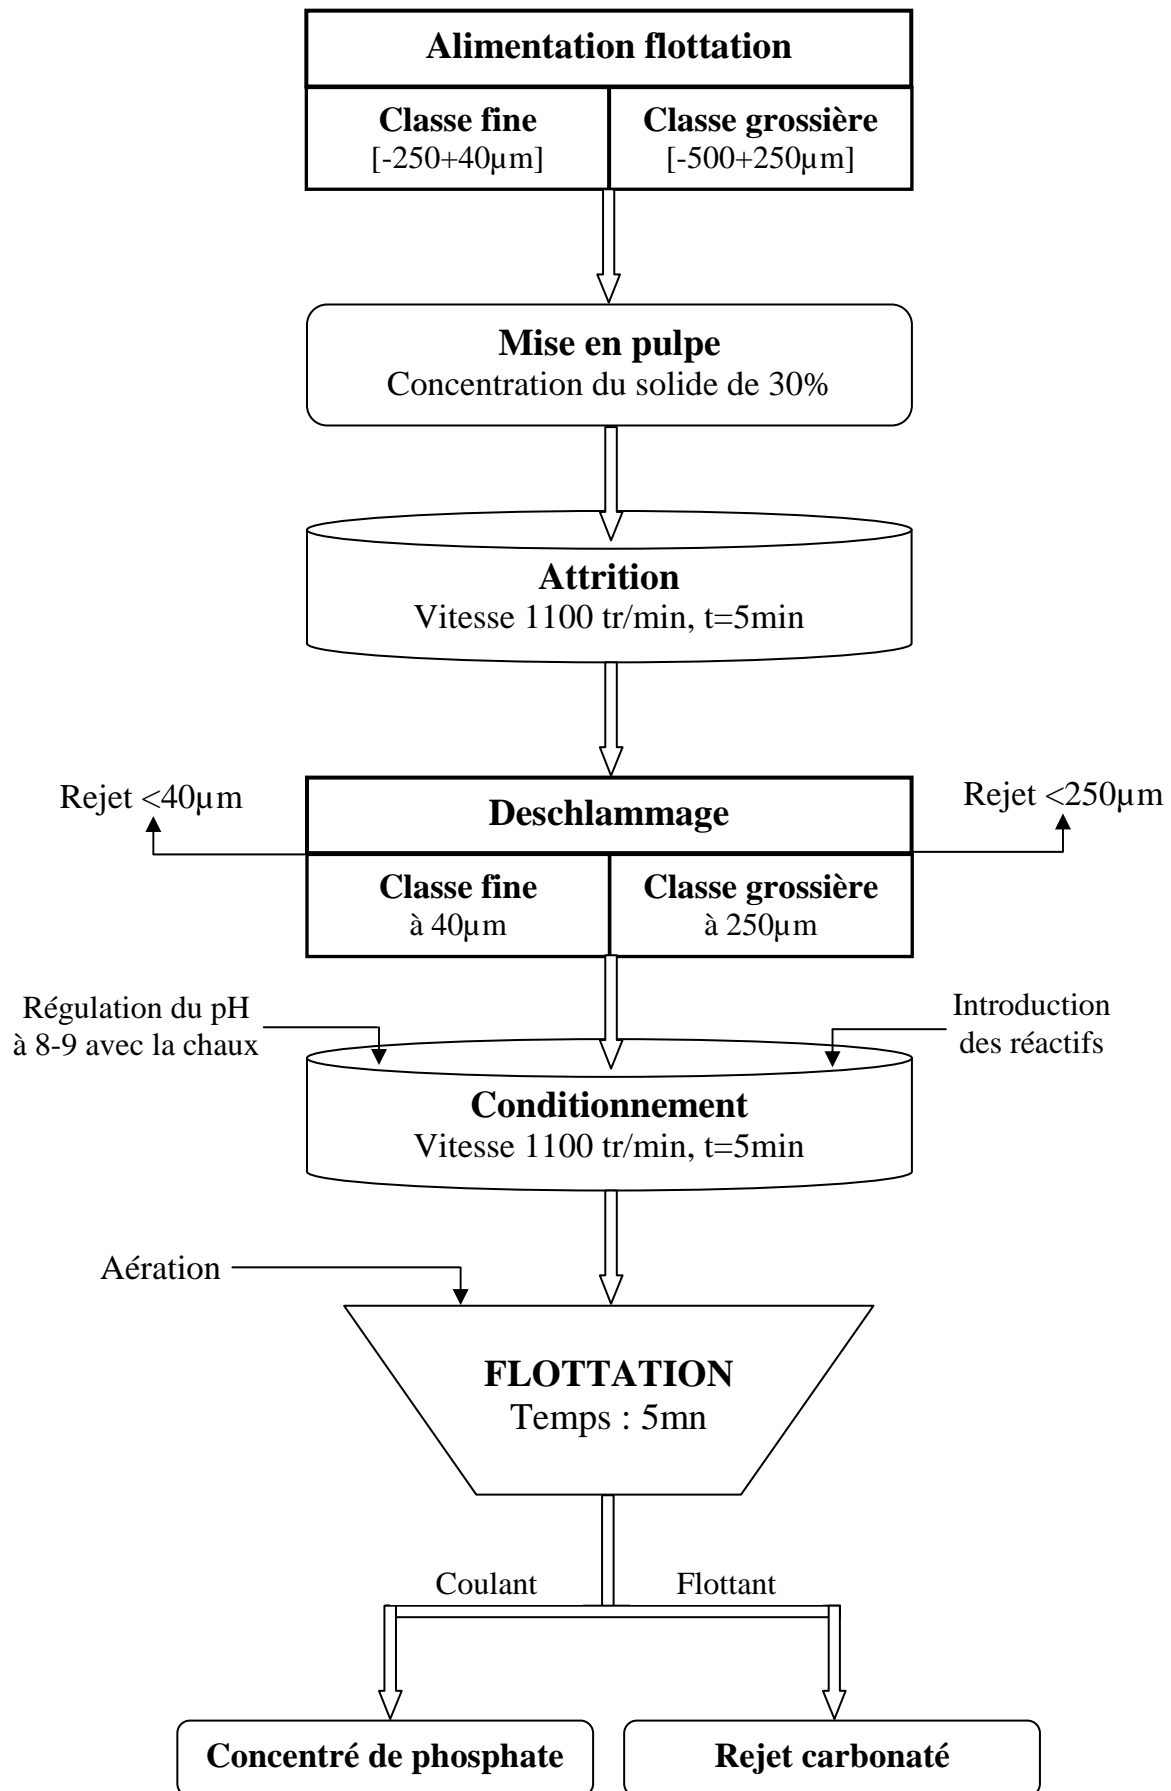 Alimentation flottation
Classe fine
[-250+40µm]
Classe grossière
[-500+250µm]
Mise en pulpe
Concentration du solide de 30%
Attrition
Vitesse 1100 tr/min, t=5min
Rejet <40µm
Rejet <250µm
Deschlammage
Classe fine
à 40µm
Classe grossière
à 250µm
Régulation du pH
à 8-9 avec la chaux
Introduction
des réactifs
Conditionnement
Vitesse 1100 tr/min, t=5min
Aération
FLOTTATION
Temps : 5mn
Coulant
Flottant
Concentré de phosphate
Rejet carbonaté